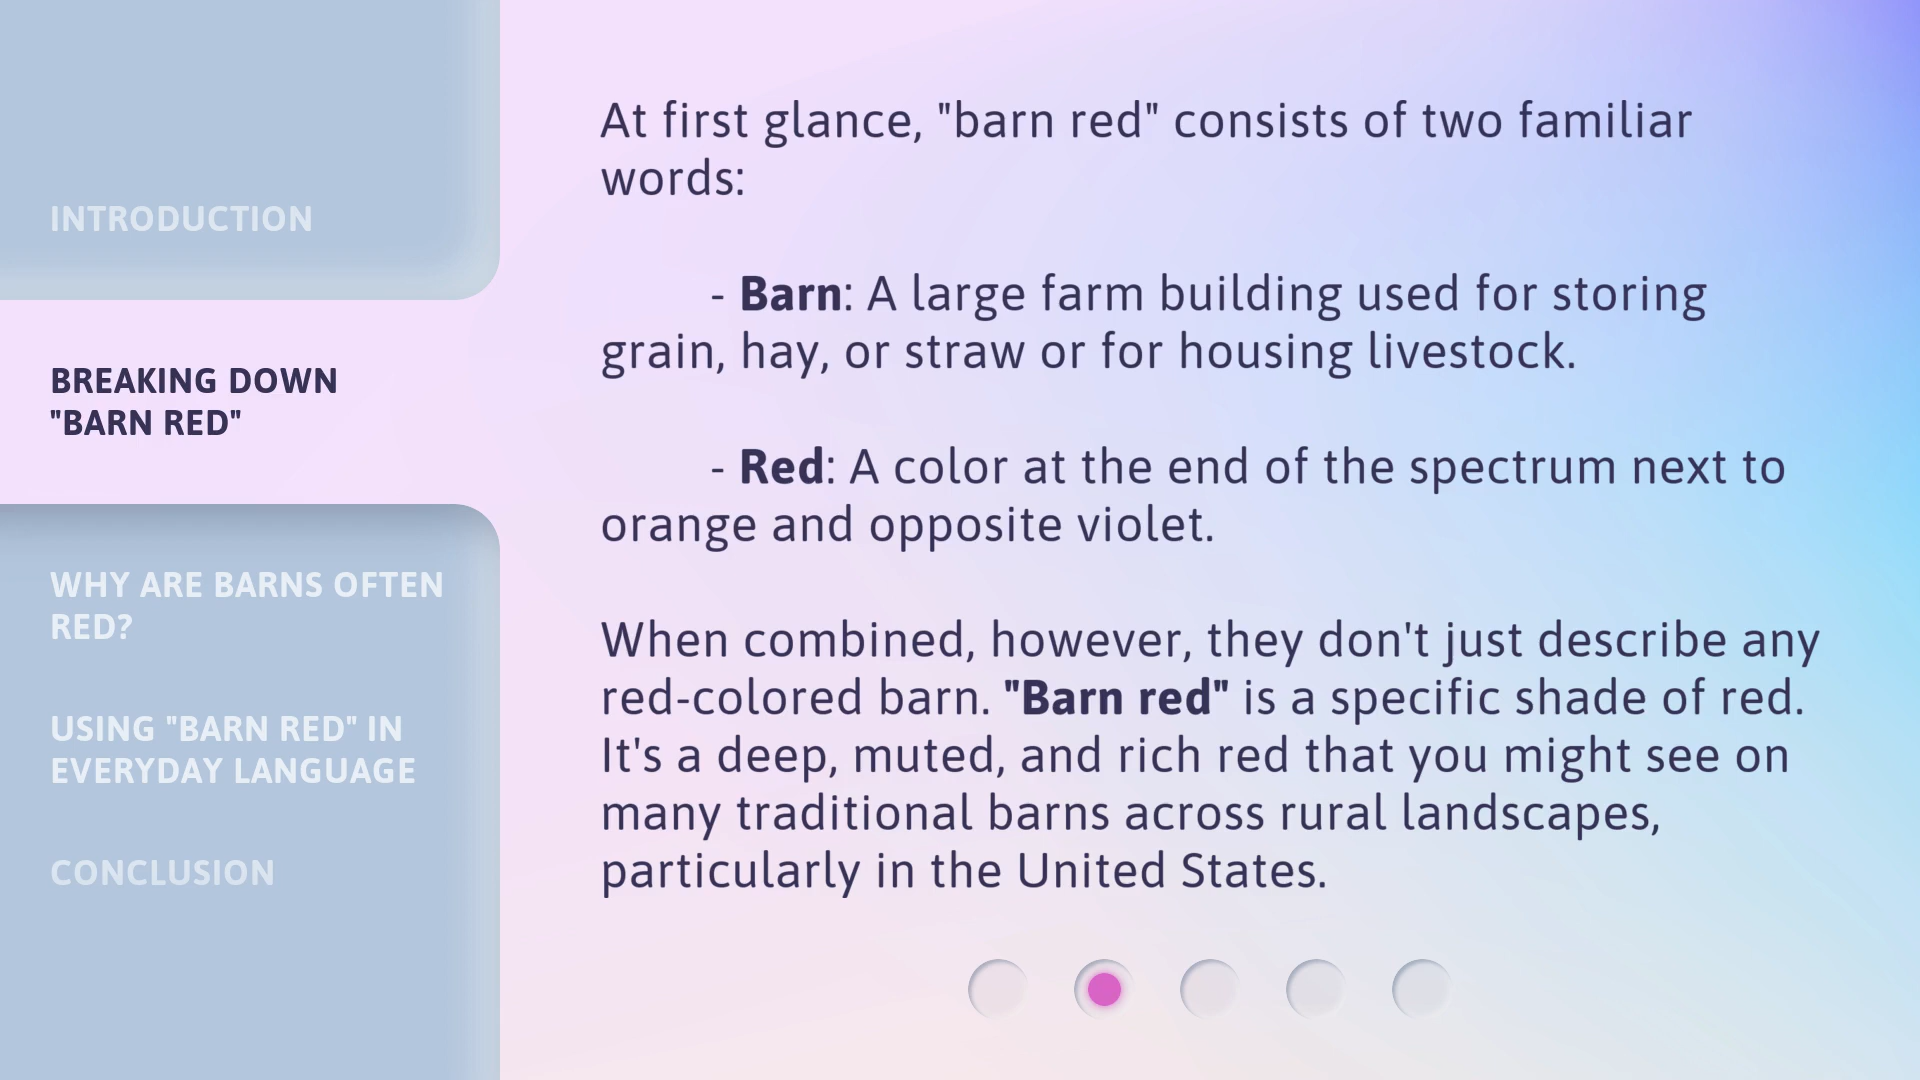 INTRODUCTION
BREAKING DOWN
"BARN RED"
WHY ARE BARNS OFTEN
RED?
USING "BARN RED" IN
EVERYDAY LANGUAGE
CONCLUSION
At first glance, "barn red" consists of two familiar
words:
- Barn: A large farm building used for storing
grain, hay, or straw or for housing livestock.
- Red: A color at the end of the spectrum next to
orange and opposite violet.
When combined, however, they don't just describe any
red-colored barn. "Barn red" is a specific shade of red.
It's a deep, muted, and rich red that you might see on
many traditional barns across rural landscapes,
particularly in the United States.